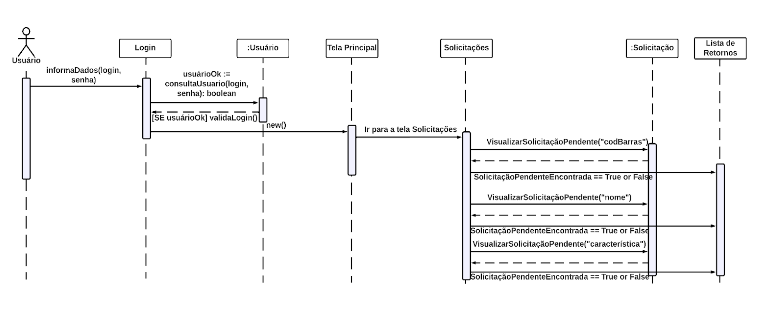 Usuário
Login
:Usuário
Tela Principal
Solicitações
:Solicitação
Lista de
Retornos
informaDados(login,
senha)
usuárioOk :=
consultaUsuario(login,
senha): boolean
[SE usuárioOk] validaLogin()
new()
Ir para a tela Solicitações
VisualizarSolicitaçãoPendente("codBarras")
SolicitaçãoPendenteEncontrada == True or False
VisualizarSolicitaçãoPendente("nome")
SolicitaçãoPendenteEncontrada == True or False
VisualizarSolicitaçãoPendente("característica")
SolicitaçãoPendenteEncontrada == True or False